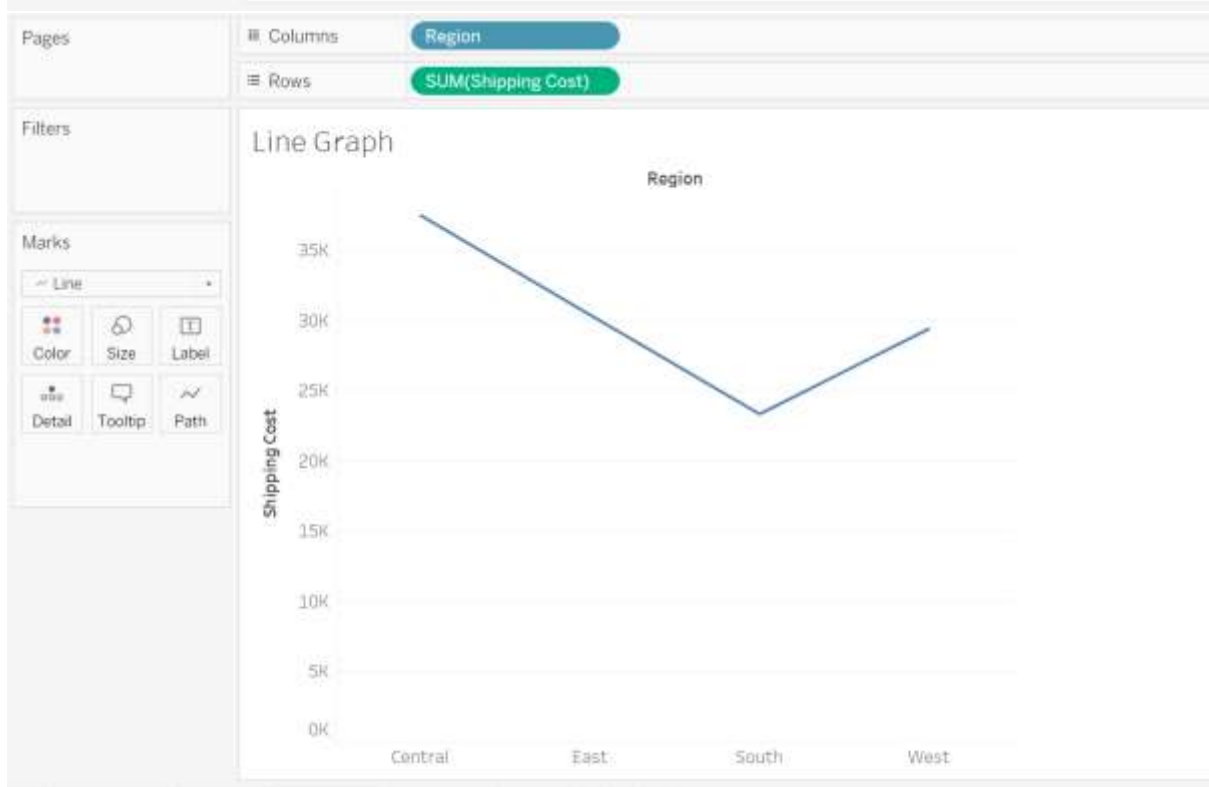 Pages
Columns
Region
Rows
SUM(Shipping Cost)
Filters
Marks
Line
Color
Size
Label
Detail
Tooltip
Path
Line Graph
Region
Shipping Cost
35K
30K
25K
20K
15K
10K
5K
0K
Central
East
South
West